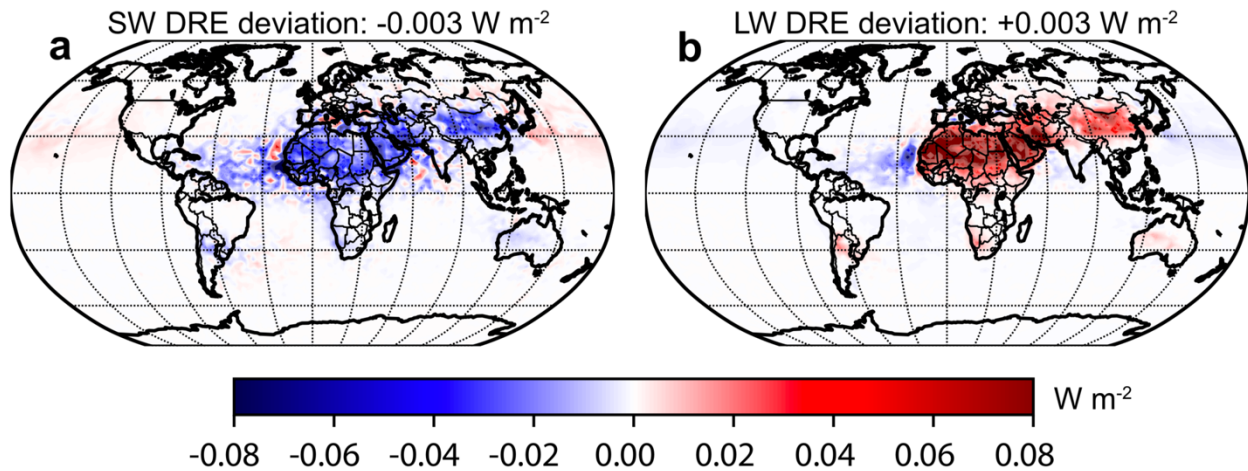 a SW DRE deviation: -0.003 W m⁻²
b LW DRE deviation: +0.003 W m⁻²
W m⁻²
-0.08 -0.06 -0.04 -0.02 0.00 0.02 0.04 0.06 0.08